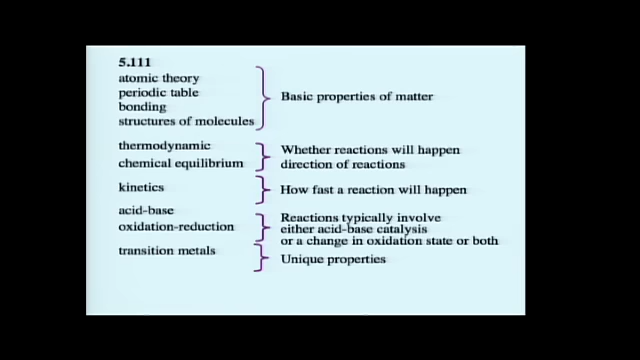 5.111
atomic theory
periodic table
bonding
structures of molecules
Basic properties of matter
thermodynamic
chemical equilibrium
Whether reactions will happen
direction of reactions
kinetics
How fast a reaction will happen
acid-base
oxidation-reduction
Reactions typically involve
either acid-base catalysis
or a change in oxidation state or both
transition metals
Unique properties